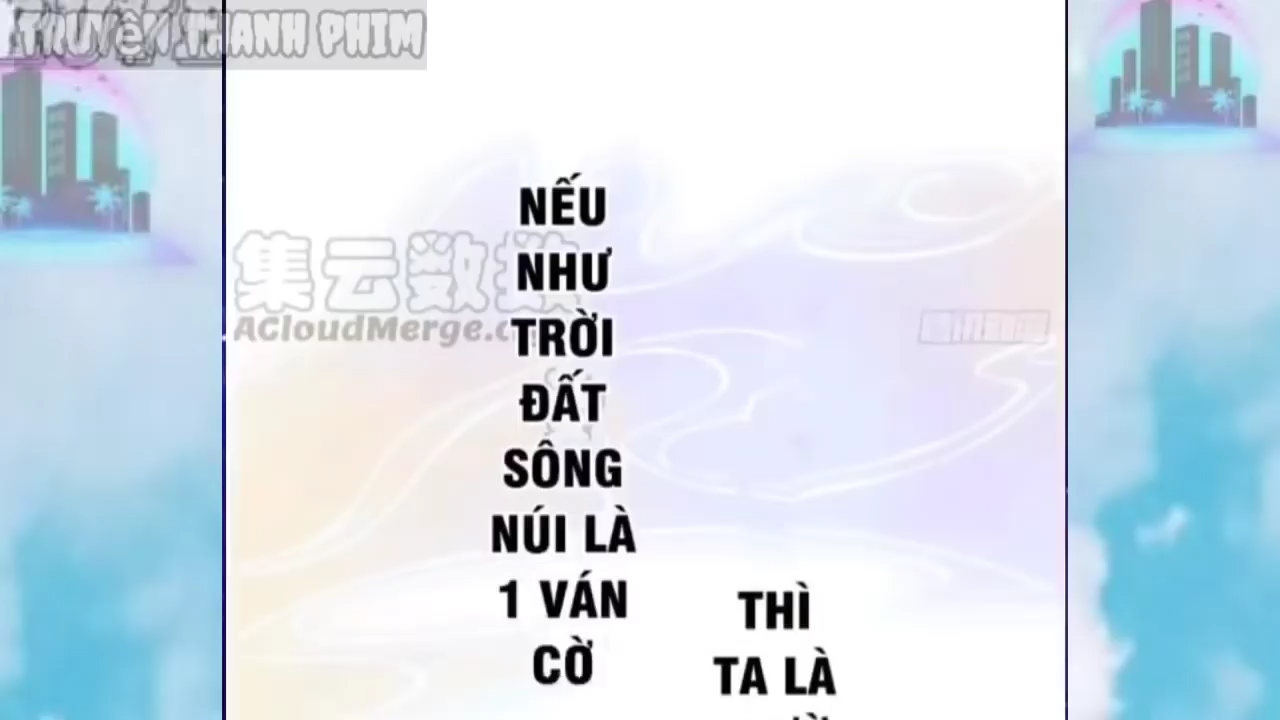 TRUYỆN THANH PHIM
集云数据
ACloudMerge.c
NẾU
NHƯ
TRỜI
ĐẤT
SÔNG
NÚI LÀ
1 VÁN
CỜ
THÌ
TA LÀ